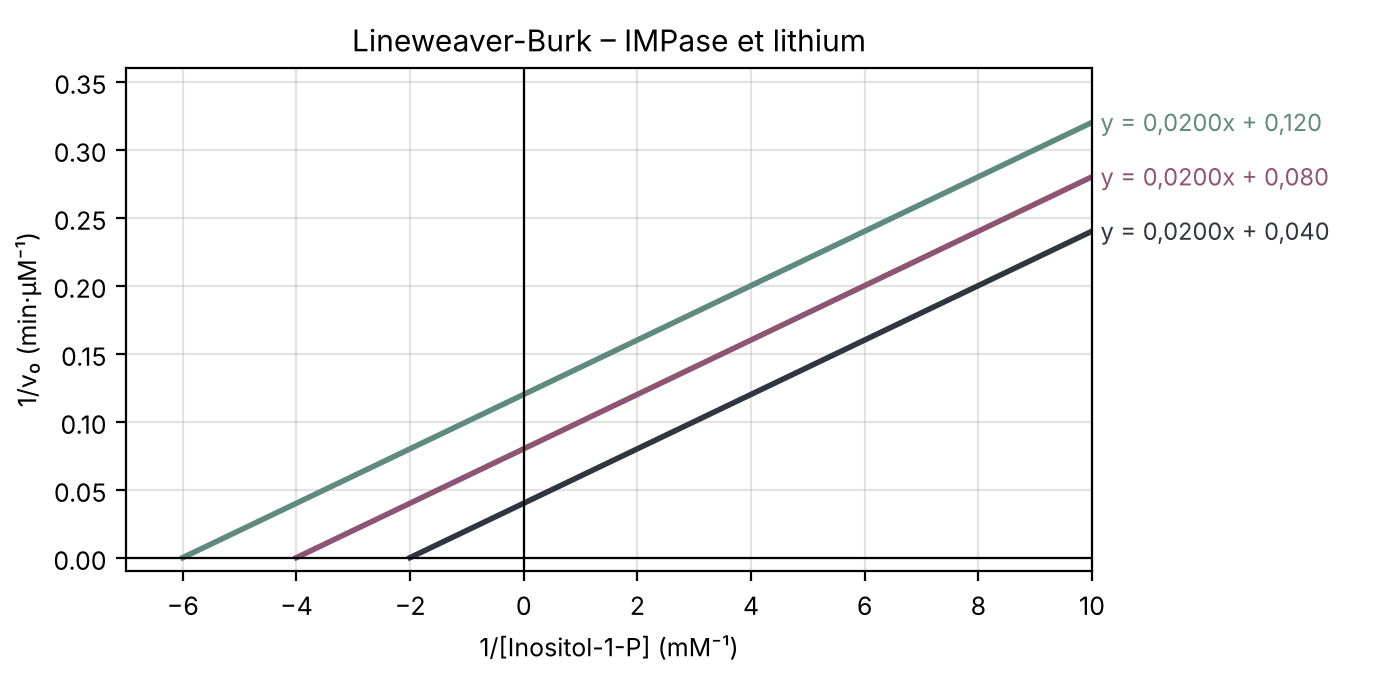 Lineweaver-Burk – IMPase et lithium
1/v₀ (min·µM⁻¹)
0.35
0.30
0.25
0.20
0.15
0.10
0.05
0.00
y = 0,0200x + 0,120
y = 0,0200x + 0,080
y = 0,0200x + 0,040
−6 −4 −2 0 2 4 6 8 10
1/[Inositol-1-P] (mM⁻¹)